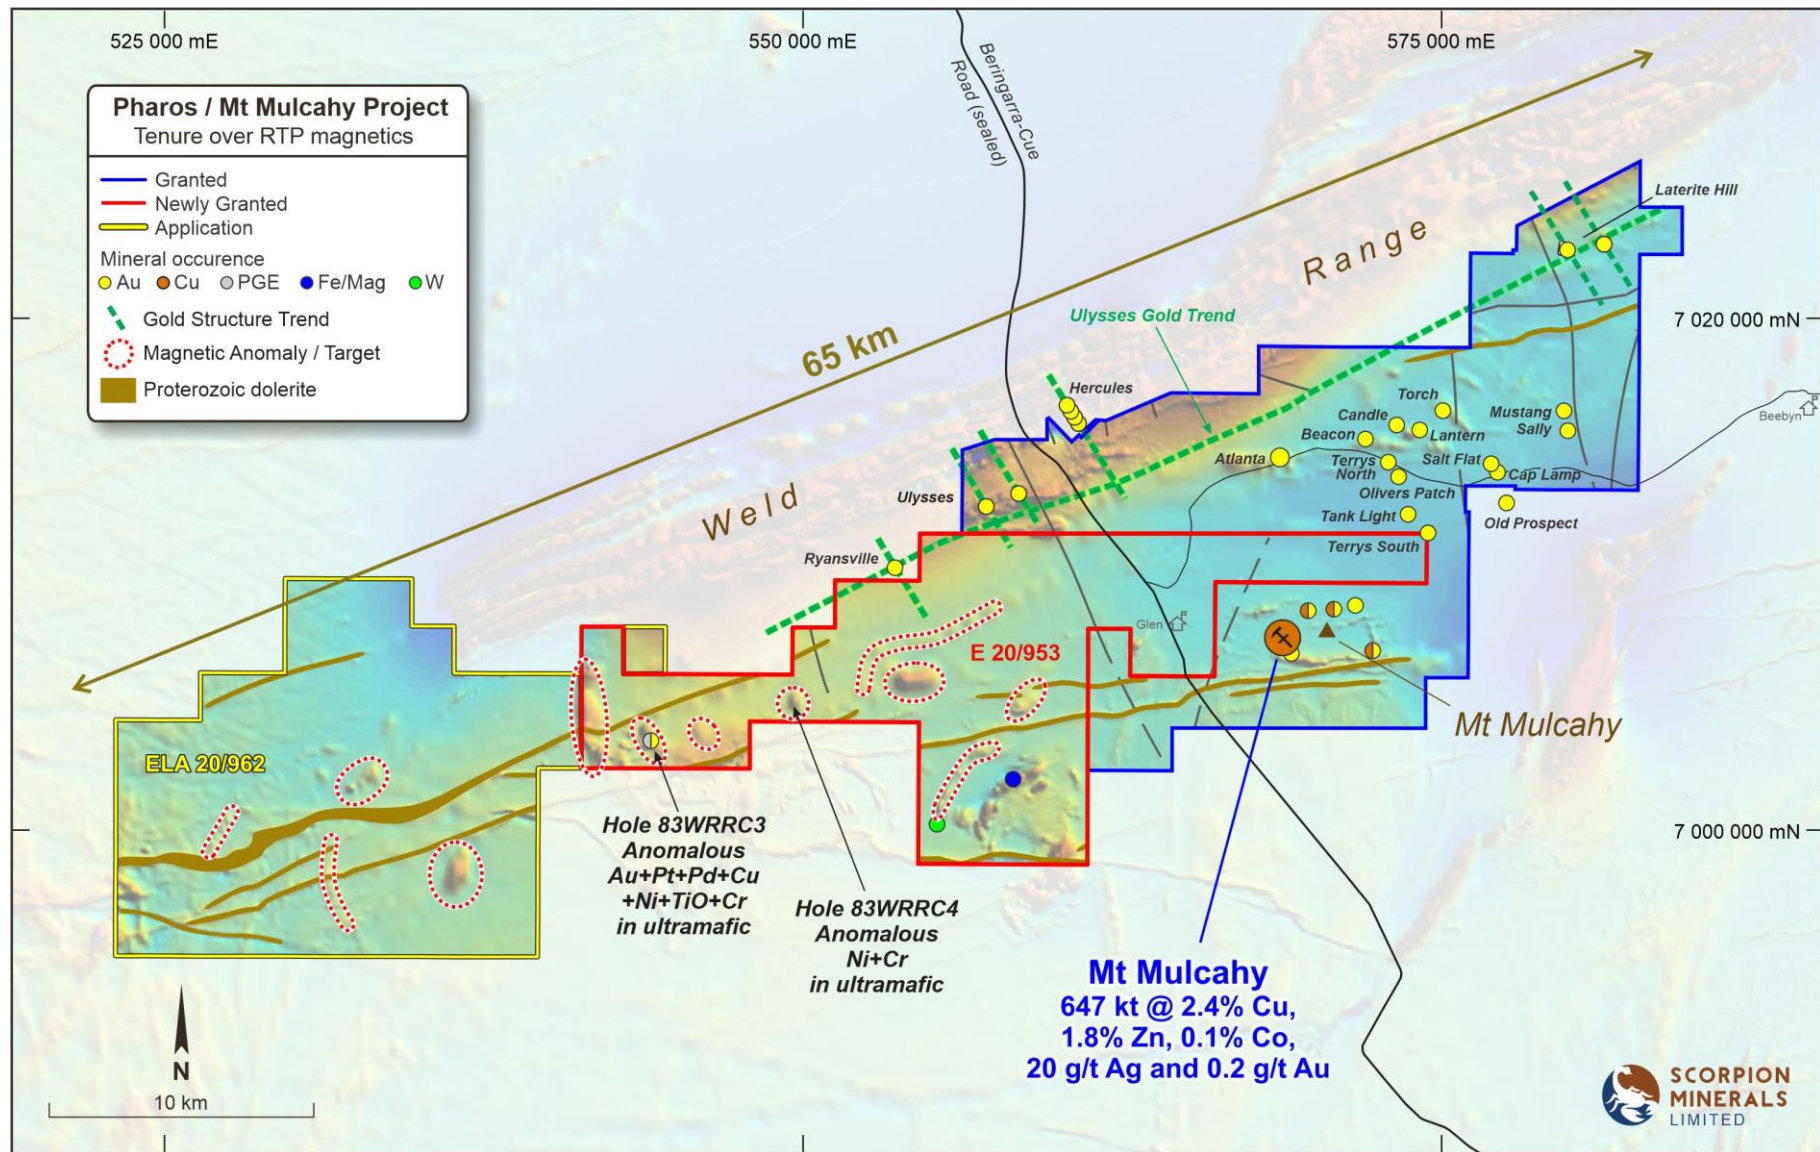 525 000 mE
550 000 mE
575 000 mE
Pharos / Mt Mulcahy Project
Tenure over RTP magnetics
Granted
Newly Granted
Application
Mineral occurence
Au Cu PGE Fe/Mag W
Gold Structure Trend
Magnetic Anomaly / Target
Proterozoic dolerite
Beringarra-Cue
Road (sealed)
65 km
Weld Range
Laterite Hill
7 020 000 mN
Ulysses Gold Trend
Hercules
Torch
Candle
Mustang
Sally
Beebyn
Beacon
Lantern
Atlanta
Terrys
North
Salt Flat
Cap Lamp
Olivers Patch
Ulysses
Tank Light
Old Prospect
Terrys South
Ryansville
Glen
E 20/953
Mt Mulcahy
ELA 20/962
7 000 000 mN
Hole 83WRRC3
Anomalous
Au+Pt+Pd+Cu
+Ni+TiO+Cr
in ultramafic
Hole 83WRRC4
Anomalous
Ni+Cr
in ultramafic
Mt Mulcahy
647 kt @ 2.4% Cu,
1.8% Zn, 0.1% Co,
20 g/t Ag and 0.2 g/t Au
N
10 km
SCORPION
MINERALS
LIMITED